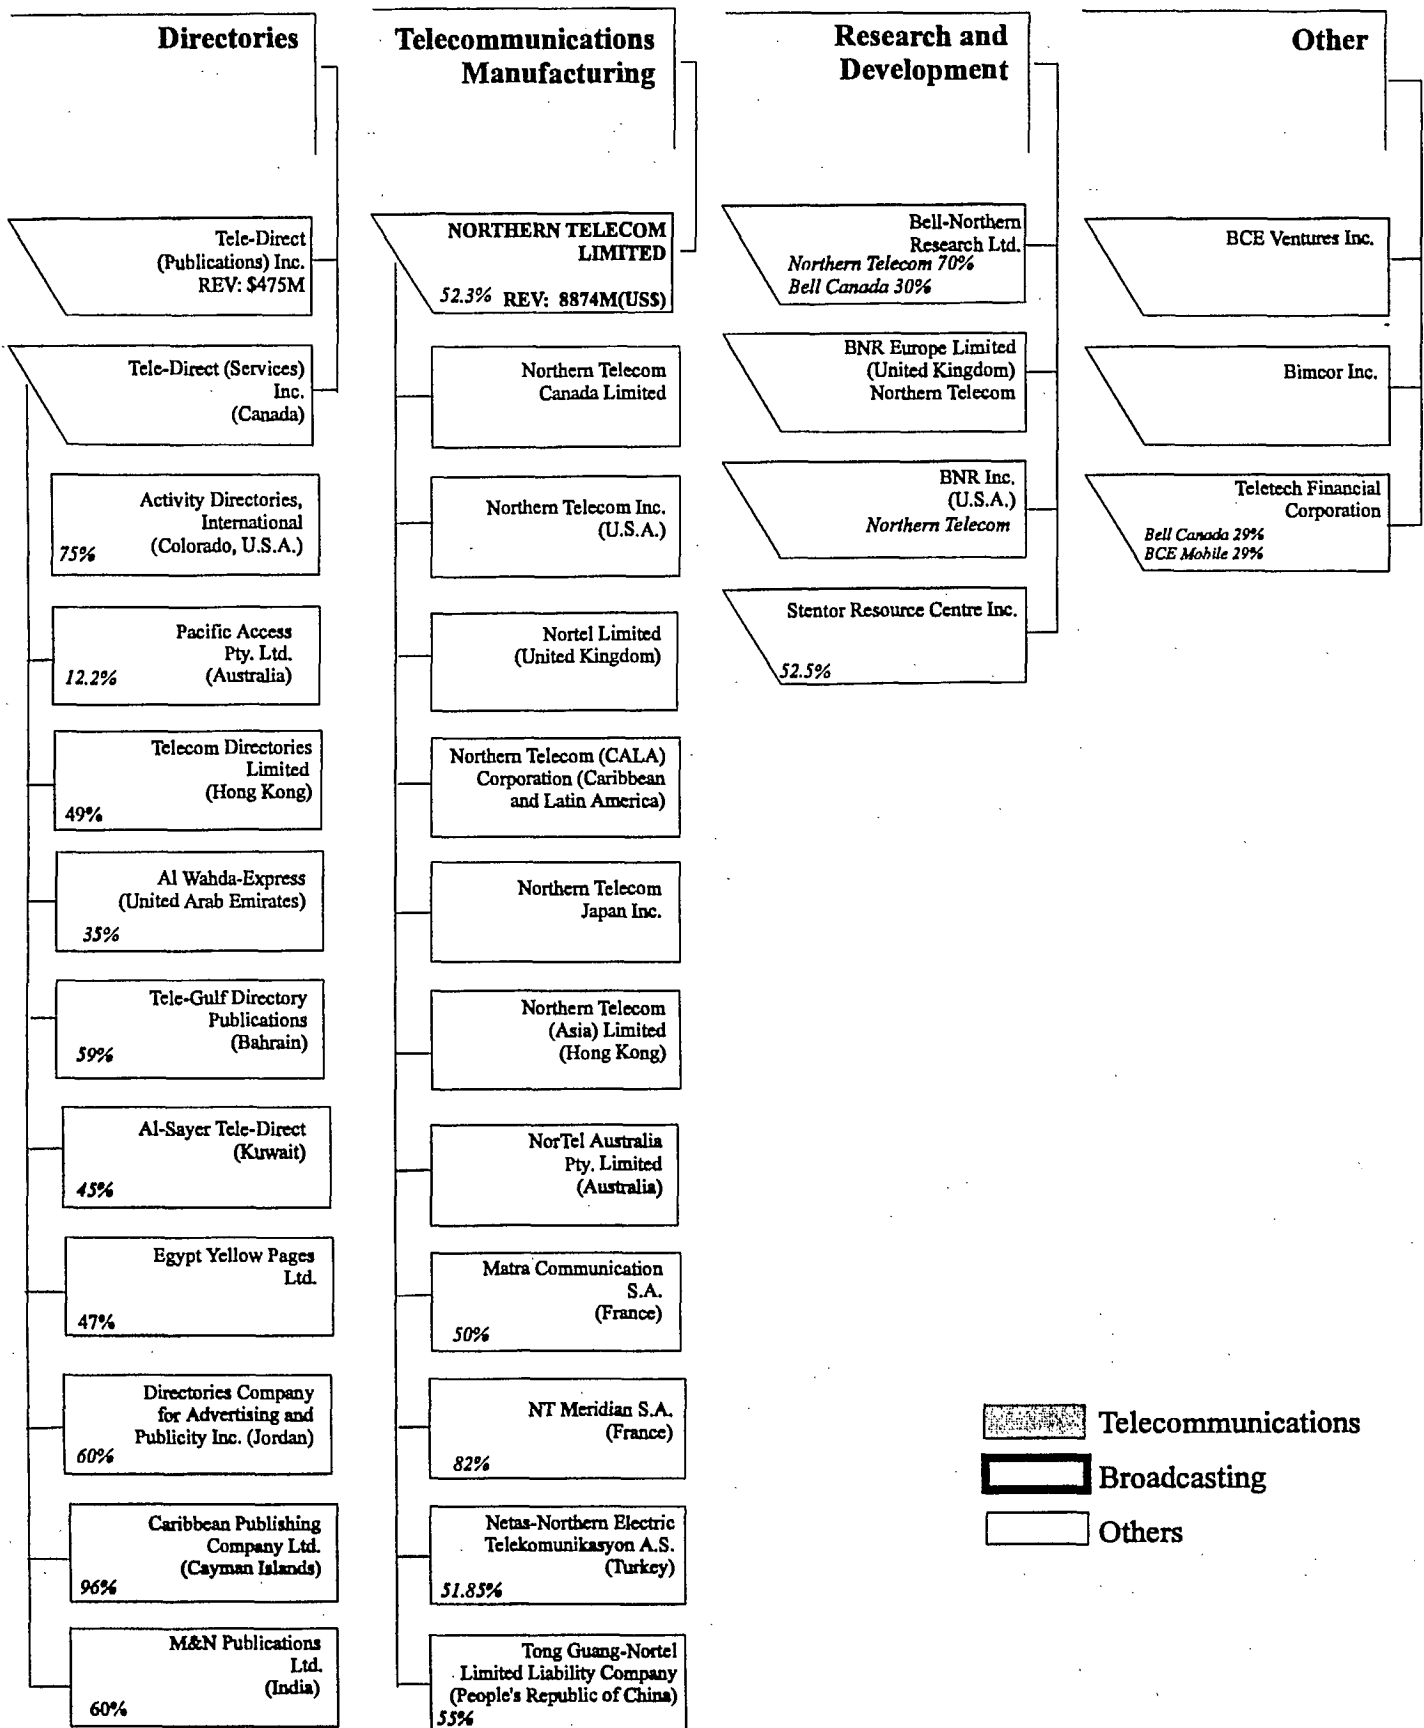 Directories
Tele-Direct
(Publications) Inc.
REV: $475M
Tele-Direct (Services)
Inc.
(Canada)
Activity Directories,
International
(Colorado, U.S.A.)
75%
Pacific Access
Pty. Ltd.
(Australia)
12.2%
Telecom Directories
Limited
(Hong Kong)
49%
Al Wahda-Express
(United Arab Emirates)
35%
Tele-Gulf Directory
Publications
(Bahrain)
59%
Al-Sayer Tele-Direct
(Kuwait)
45%
Egypt Yellow Pages
Ltd.
47%
Directories Company
for Advertising and
Publicity Inc. (Jordan)
60%
Caribbean Publishing
Company Ltd.
(Cayman Islands)
96%
M&N Publications
Ltd.
(India)
60%
Telecommunications
Manufacturing
NORTHERN TELECOM
LIMITED
52.3% REV: 8874M(US$)
Northern Telecom
Canada Limited
Northern Telecom Inc.
(U.S.A.)
Nortel Limited
(United Kingdom)
Northern Telecom (CALA)
Corporation (Caribbean
and Latin America)
Northern Telecom
Japan Inc.
Northern Telecom
(Asia) Limited
(Hong Kong)
NorTel Australia
Pty. Limited
(Australia)
Matra Communication
S.A.
(France)
50%
NT Meridian S.A.
(France)
82%
Netas-Northern Electric
Telekomunikasyon A.S.
(Turkey)
51.85%
Tong Guang-Nortel
Limited Liability Company
(People's Republic of China)
55%
Research and
Development
Bell-Northern
Research Ltd.
Northern Telecom 70%
Bell Canada 30%
BNR Europe Limited
(United Kingdom)
Northern Telecom
BNR Inc.
(U.S.A.)
Northern Telecom
Stentor Resource Centre Inc.
52.5%
Other
BCE Ventures Inc.
Bimcor Inc.
Teletech Financial
Corporation
Bell Canada 29%
BCE Mobile 29%
Telecommunications
Broadcasting
Others